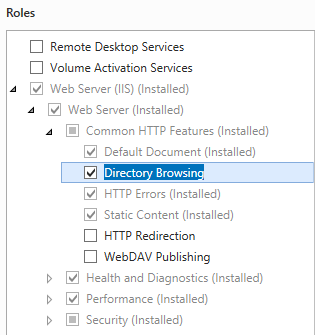 Roles
Remote Desktop Services
Volume Activation Services
Web Server (IIS) (Installed)
Web Server (Installed)
Common HTTP Features (Installed)
Default Document (Installed)
Directory Browsing
HTTP Errors (Installed)
Static Content (Installed)
HTTP Redirection
WebDAV Publishing
Health and Diagnostics (Installed)
Performance (Installed)
Security (Installed)